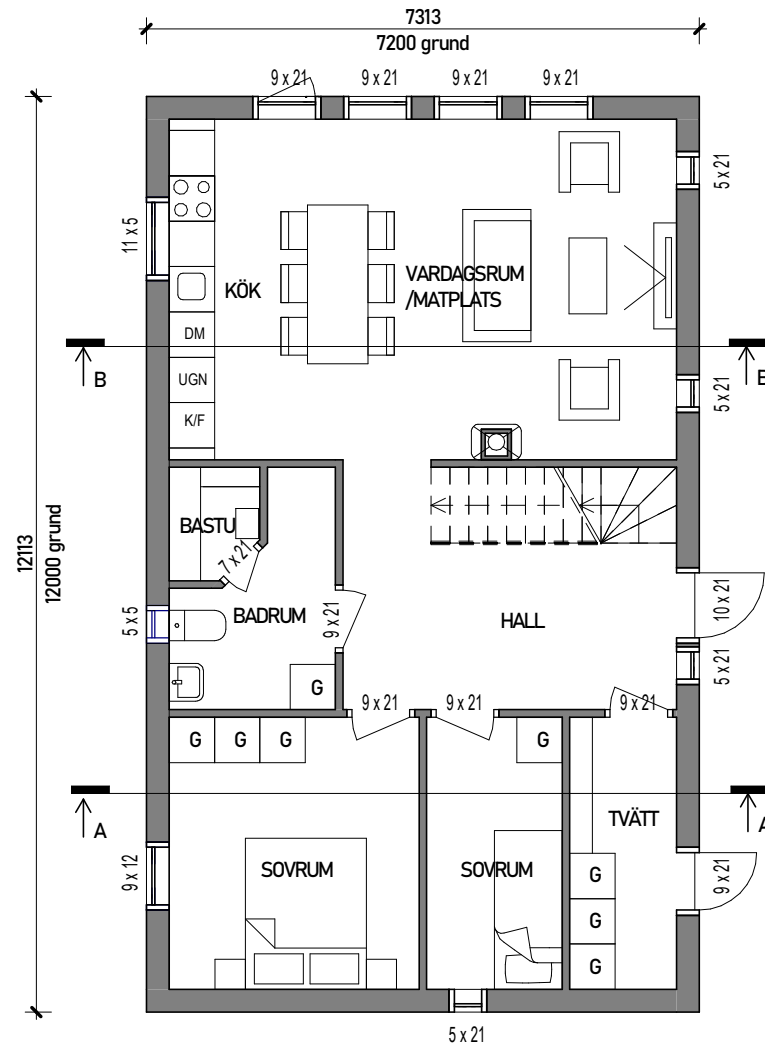 7313
7200 grund
9 x 21
9 x 21
9 x 21
9 x 21
5 x 21
11 x 5
KÖK
VARDAGSRUM
/MATPLATS
DM
UGN
K/F
B
B
5 x 21
12113
12000 grund
BASTU
7 x 21
5 x 5
BADRUM
9 x 21
HALL
10 x 21
5 x 21
G
9 x 21
9 x 21
9 x 21
G
G
G
G
A
A
TVÄTT
9 x 12
SOVRUM
SOVRUM
G
9 x 21
G
G
5 x 21